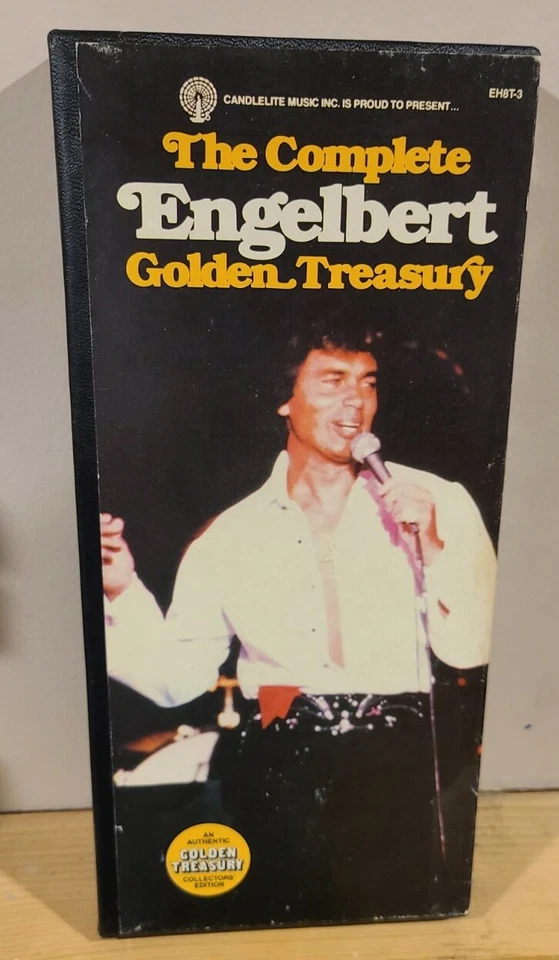 CANDLELITE MUSIC INC. IS PROUD TO PRESENT...
EH8T-3
The Complete
Engelbert
Golden Treasury
AN
AUTHENTIC
GOLDEN
TREASURY
COLLECTORS'
EDITION